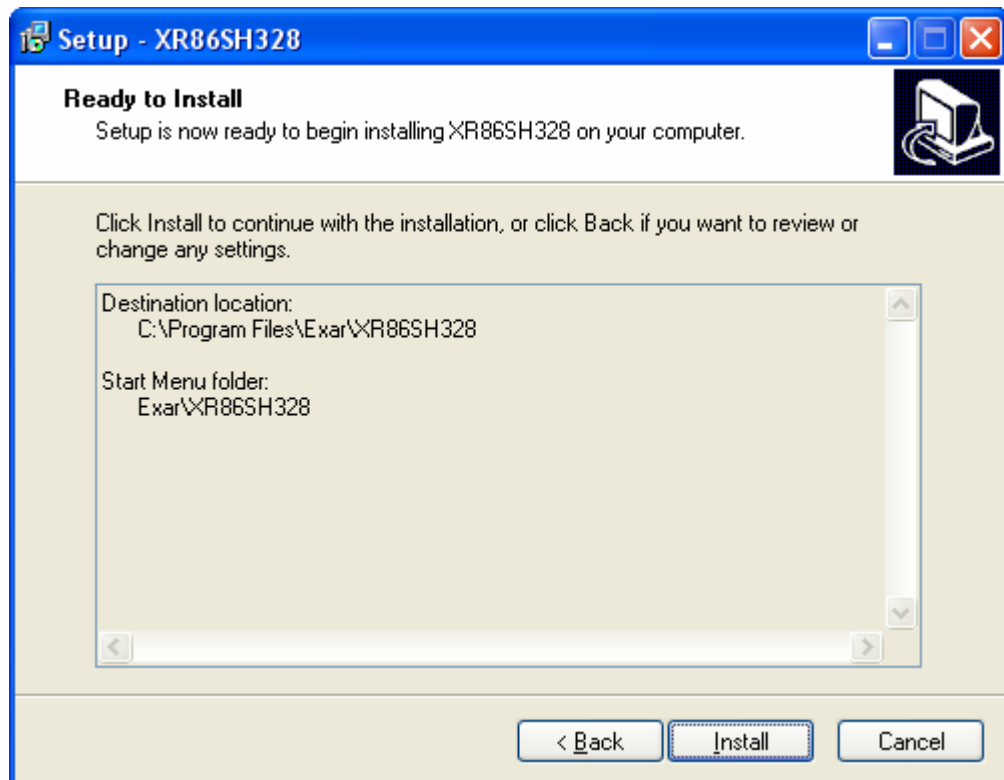 Setup - XR86SH328
Ready to Install
Setup is now ready to begin installing XR86SH328 on your computer.
Click Install to continue with the installation, or click Back if you want to review or
change any settings.
Destination location:
C:\Program Files\Exar\XR86SH328
Start Menu folder:
Exar\XR86SH328
< Back
Install
Cancel